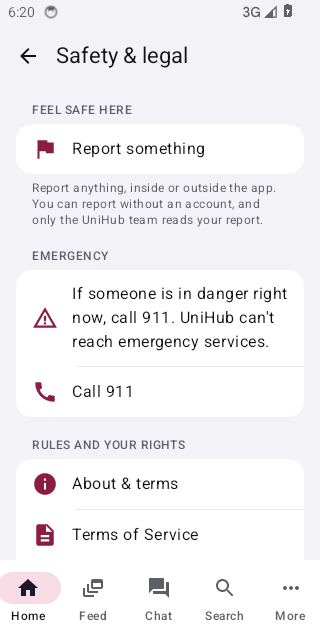 6:20
3G
Safety & legal
FEEL SAFE HERE
Report something
Report anything, inside or outside the app.
You can report without an account, and
only the UniHub team reads your report.
EMERGENCY
If someone is in danger right
now, call 911. UniHub can't
reach emergency services.
Call 911
RULES AND YOUR RIGHTS
About & terms
Terms of Service
Home Feed Chat Search More